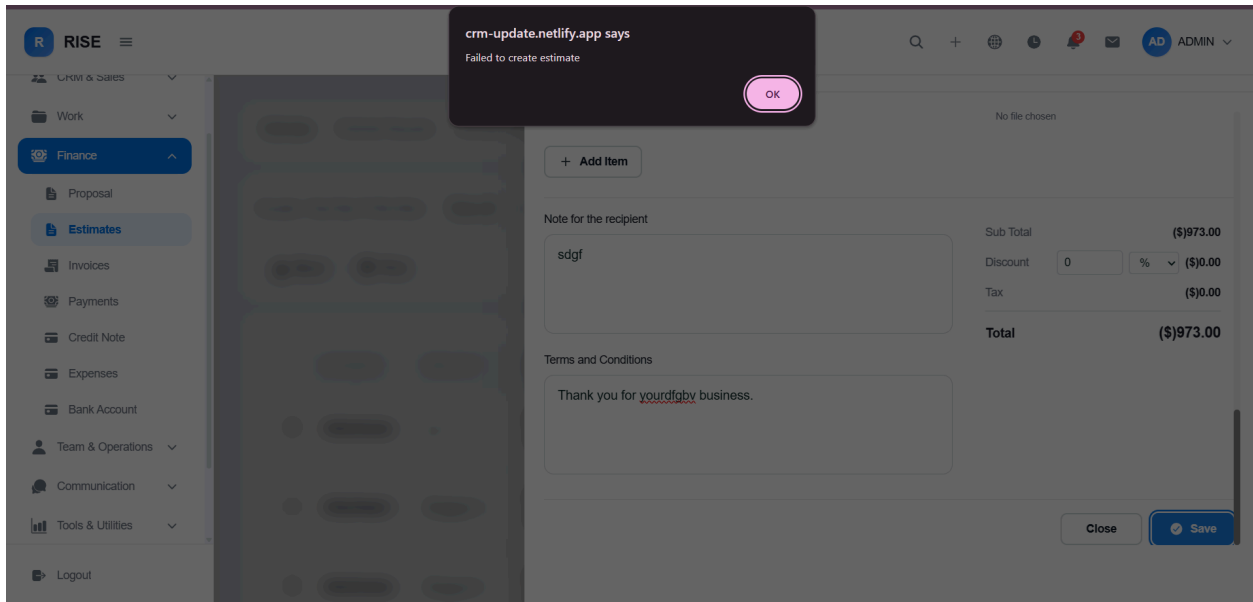 crm-update.netlify.app says
Failed to create estimate
OK
R RISE
3
AD ADMIN
CRM & Sales
Work
Finance
Proposal
Estimates
Invoices
Payments
Credit Note
Expenses
Bank Account
Team & Operations
Communication
Tools & Utilities
Logout
No file chosen
+ Add Item
Note for the recipient
sdgf
Sub Total ($)973.00
Discount 0 % ($)0.00
Tax ($)0.00
Total ($)973.00
Terms and Conditions
Thank you for yourdfgbv business.
Close
Save